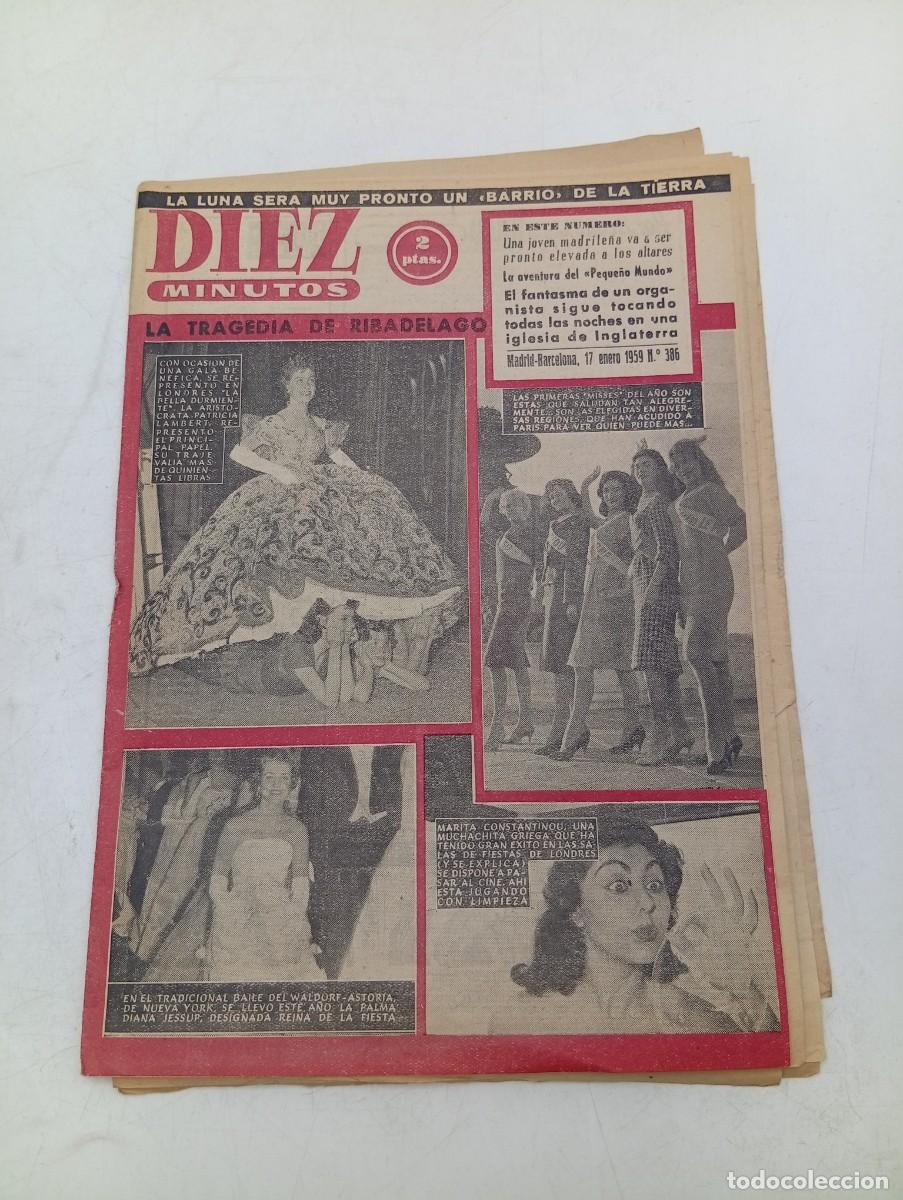 LA LUNA SERA MUY PRONTO UN «BARRIO» DE LA TIERRA
DIEZ
MINUTOS
2
ptas.
EN ESTE NUMERO:
Una joven madrileña va a ser
pronto elevada a los altares
La aventura del «Pequeño Mundo»
El fantasma de un orga-
nista sigue tocando
todas las noches en una
iglesia de Inglaterra
Madrid-Barcelona, 17 enero 1959 N.º 386
LA TRAGEDIA DE RIBADELAGO
CON OCASION DE
UNA GALA BE-
NEFICA, SE RE-
PRESENTO EN
LONDRES "LA
BELLA DURMIEN-
TE". LA ARISTO-
CRATA PATRICIA
LAMBERT, RE-
PRESENTO EL
PRINCI-
PAL PAPEL.
SU TRAJE
VALIA MAS
DE QUINIEN-
TAS LIBRAS
LAS PRIMERAS "MISSES" DEL AÑO SON
ESTAS QUE SALUDAN TAN ALEGRE-
MENTE... SON LAS ELEGIDAS EN DIVER-
SAS REGIONES, QUE HAN ACUDIDO A
PARIS PARA VER QUIEN PUEDE MAS...
EN EL TRADICIONAL BAILE DEL WALDORF-ASTORIA,
DE NUEVA YORK, SE LLEVO ESTE AÑO LA PALMA
DIANA JESSUP, DESIGNADA REINA DE LA FIESTA
MARITA CONSTANTINOU, UNA
MUCHACHITA GRIEGA QUE HA
TENIDO GRAN EXITO EN LAS SA-
LAS DE FIESTAS DE LONDRES
(Y SE EXPLICA)
SE DISPONE A PA-
SAR AL CINE. AHI
ESTA JUGANDO
CON LIMPIEZA
todocoleccion